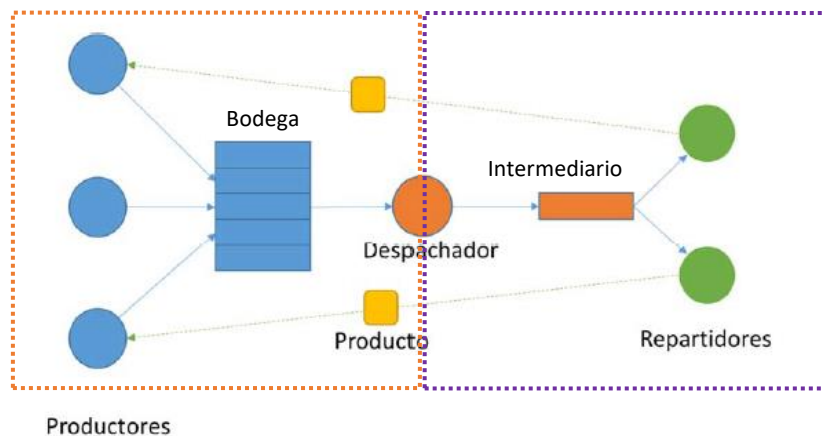 Bodega
Intermediario
Despachador
Producto
Repartidores
Productores